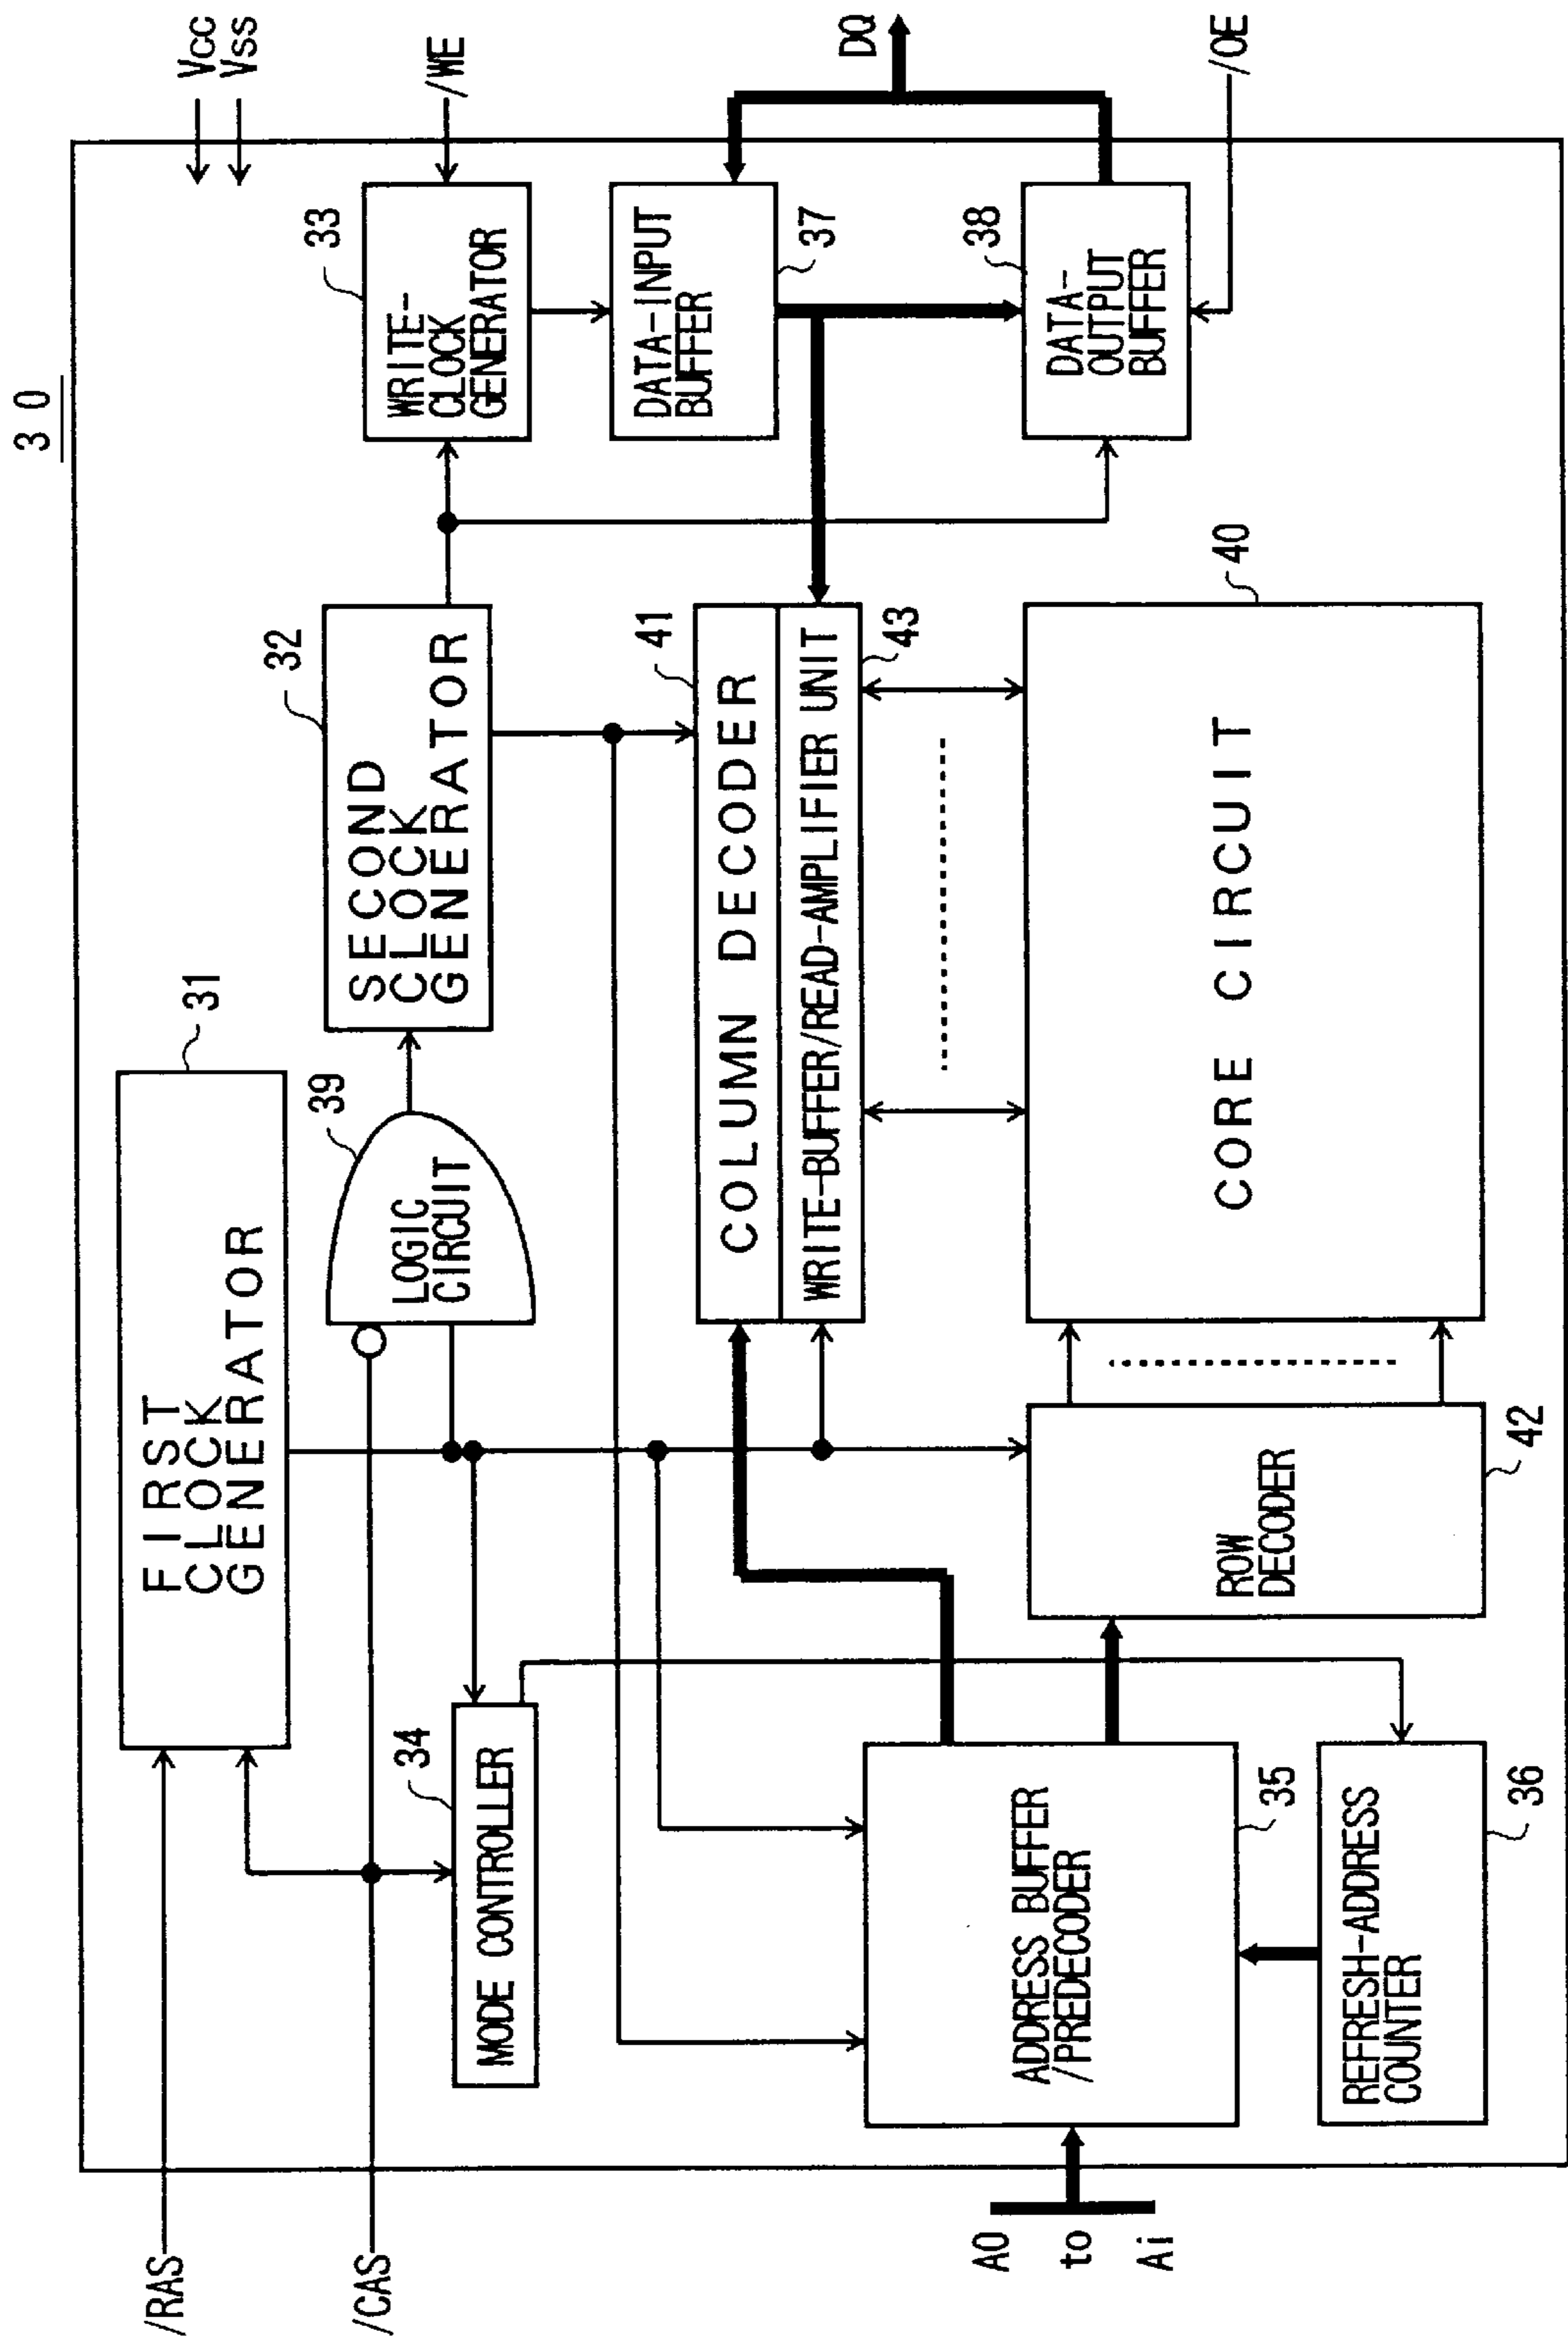 3 0
Vcc
Vss
/RAS
/CAS
/WE
FIRST
CLOCK
GENERATOR
31
LOGIC
CIRCUIT
39
SECOND
CLOCK
GENERATOR
32
WRITE-
CLOCK
GENERATOR
33
MODE CONTROLLER
34
DATA-INPUT
BUFFER
37
COLUMN DECODER
41
WRITE-BUFFER/READ-AMPLIFIER UNIT
43
DQ
A0
to
Ai
ADDRESS BUFFER
/PREDECODER
35
ROW
DECODER
42
CORE CIRCUIT
40
DATA-
OUTPUT
BUFFER
38
/OE
REFRESH-ADDRESS
COUNTER
36